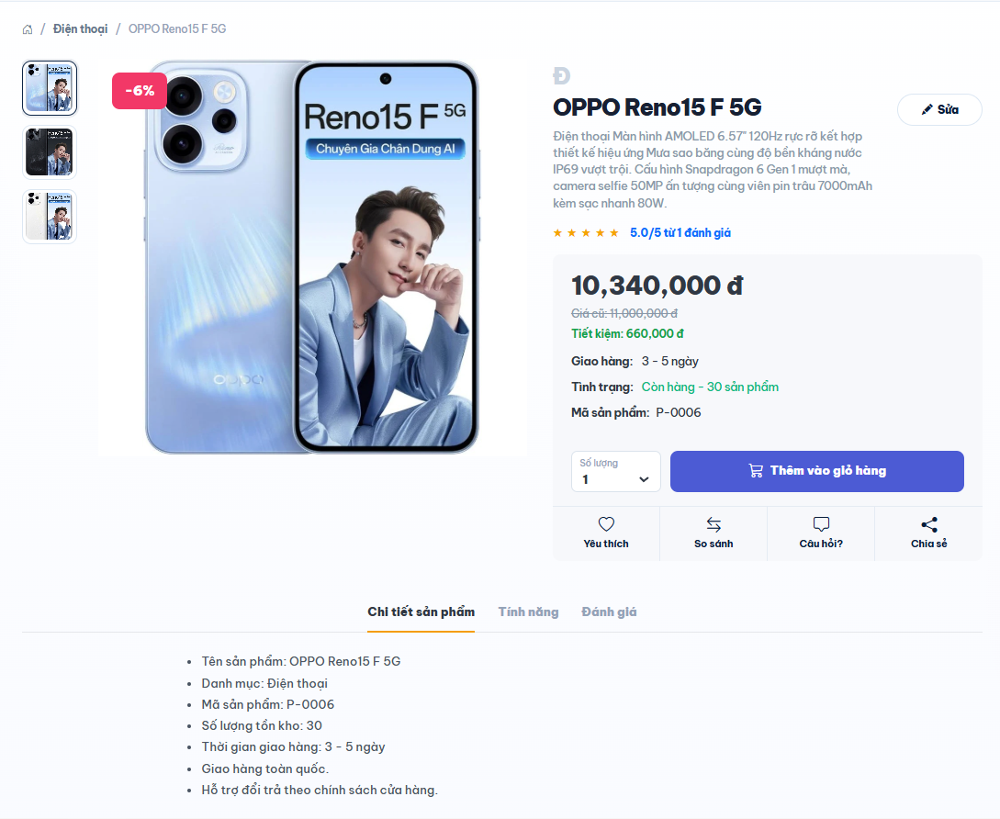 / Điện thoại / OPPO Reno15 F 5G
-6%
Reno15 F 5G
Chuyên Gia Chân Dung AI
oppo
Đ
OPPO Reno15 F 5G
Sửa
Điện thoại Màn hình AMOLED 6.57" 120Hz rực rỡ kết hợp
thiết kế hiệu ứng Mưa sao băng cùng độ bền kháng nước
IP69 vượt trội. Cấu hình Snapdragon 6 Gen 1 mượt mà,
camera selfie 50MP ấn tượng cùng viên pin trâu 7000mAh
kèm sạc nhanh 80W.
★ ★ ★ ★ ★ 5.0/5 từ 1 đánh giá
10,340,000 đ
Giá cũ: 11,000,000 đ
Tiết kiệm: 660,000 đ
Giao hàng: 3 - 5 ngày
Tình trạng: Còn hàng - 30 sản phẩm
Mã sản phẩm: P-0006
Số lượng
1
Thêm vào giỏ hàng
Yêu thích
So sánh
Câu hỏi?
Chia sẻ
Chi tiết sản phẩm
Tính năng
Đánh giá
• Tên sản phẩm: OPPO Reno15 F 5G
• Danh mục: Điện thoại
• Mã sản phẩm: P-0006
• Số lượng tồn kho: 30
• Thời gian giao hàng: 3 - 5 ngày
• Giao hàng toàn quốc.
• Hỗ trợ đổi trả theo chính sách cửa hàng.